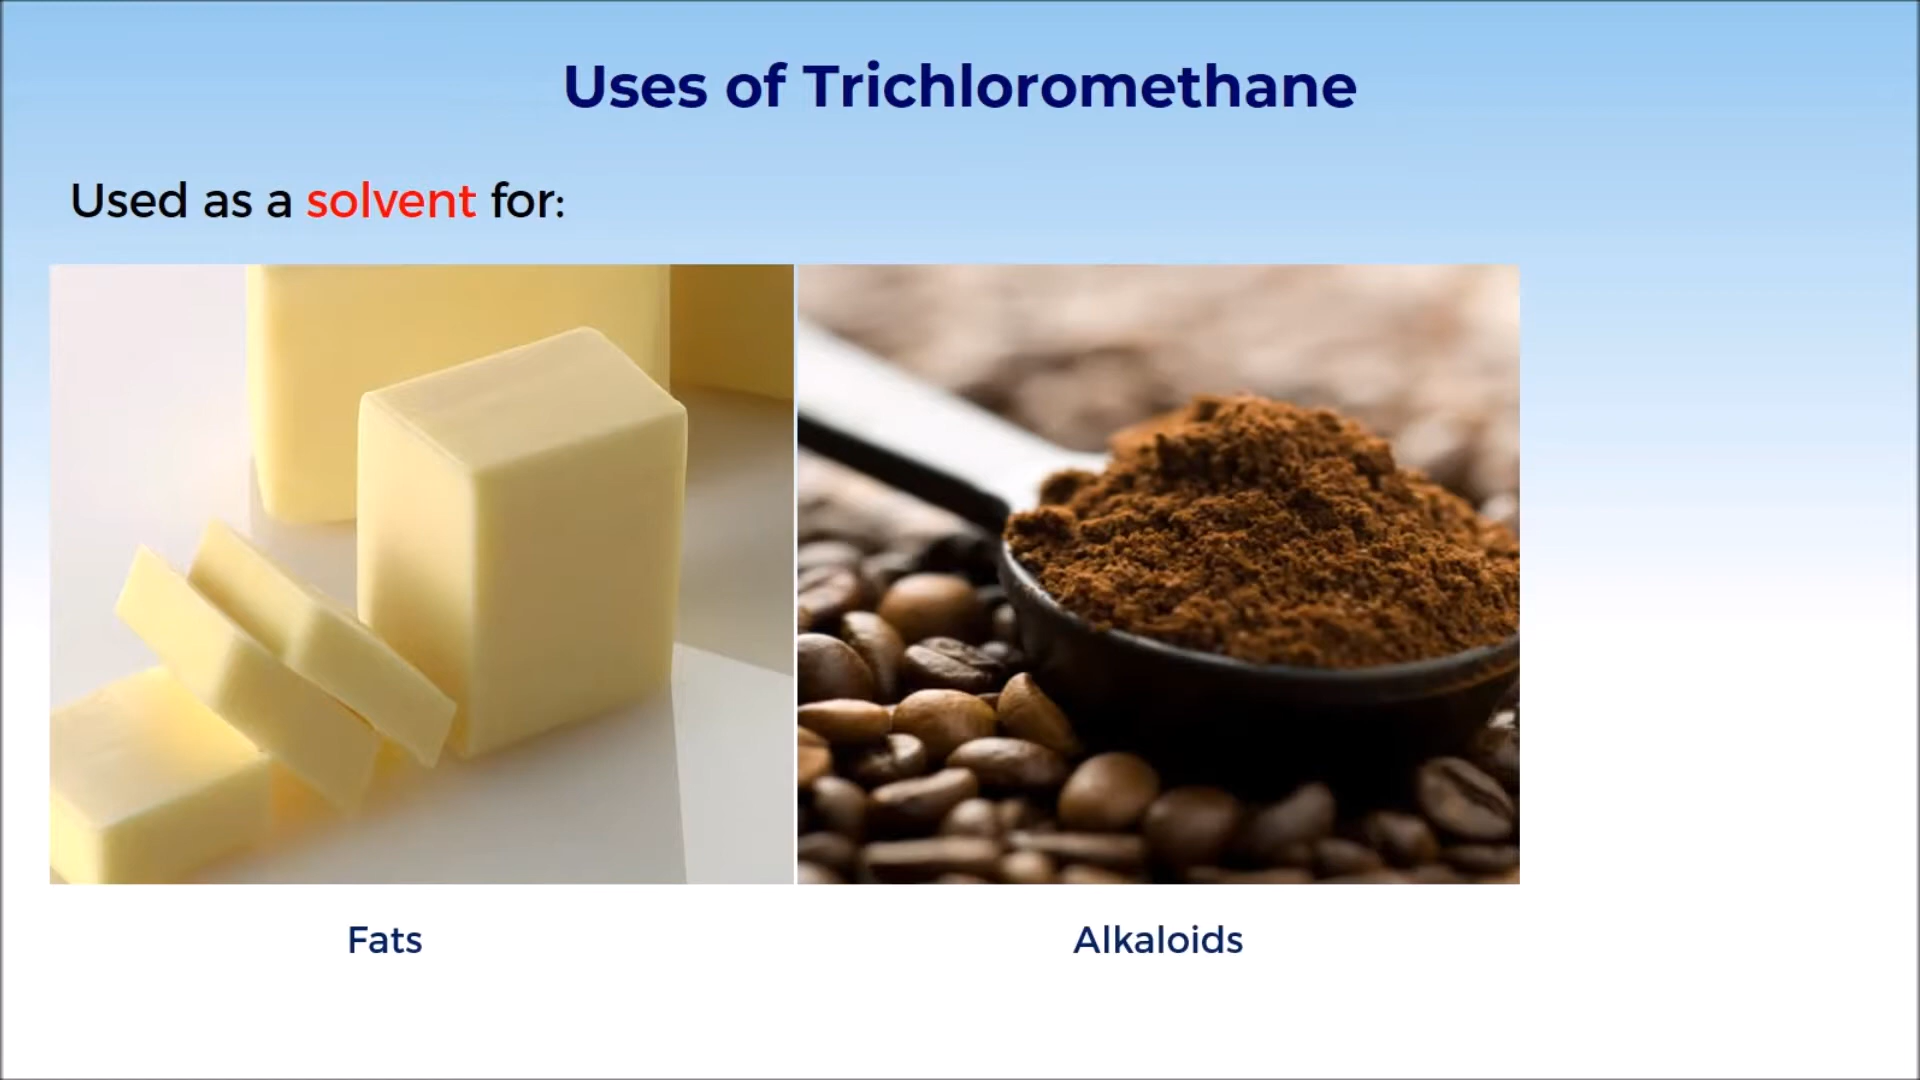 Uses of Trichloromethane
Used as a solvent for:
Fats
Alkaloids